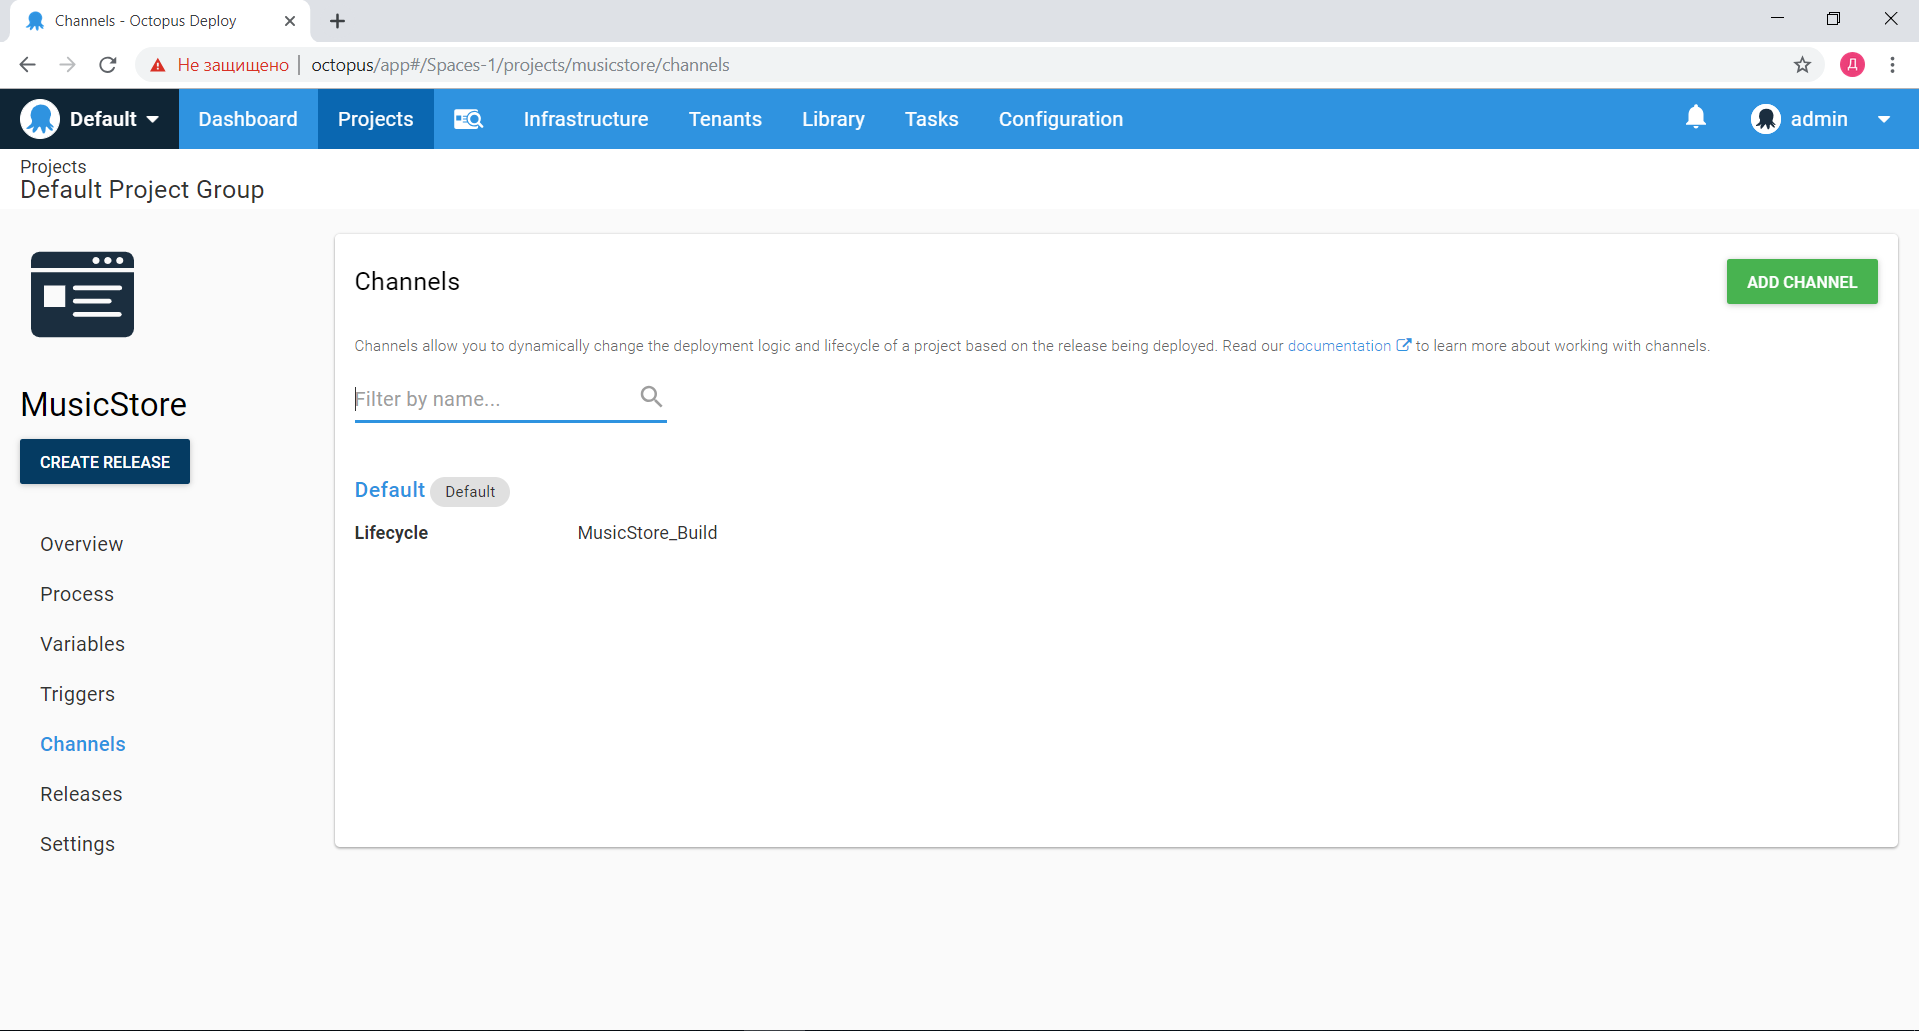 Channels - Octopus Deploy
Не защищено | octopus/app#/Spaces-1/projects/musicstore/channels
Д
Default Dashboard Projects Infrastructure Tenants Library Tasks Configuration admin
Projects
Default Project Group
Channels
ADD CHANNEL
Channels allow you to dynamically change the deployment logic and lifecycle of a project based on the release being deployed. Read our documentation to learn more about working with channels.
Filter by name...
MusicStore
CREATE RELEASE
Default Default
Lifecycle MusicStore_Build
Overview
Process
Variables
Triggers
Channels
Releases
Settings